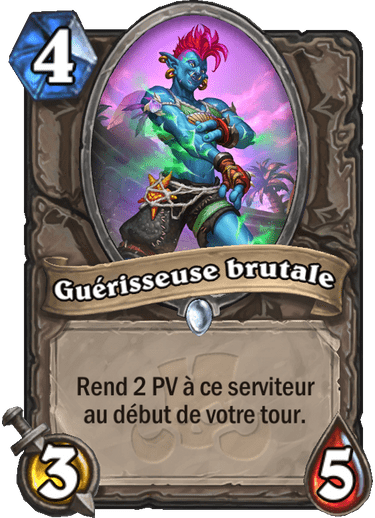 4
Guérisseuse brutale
Rend 2 PV à ce serviteur
au début de votre tour.
3
5